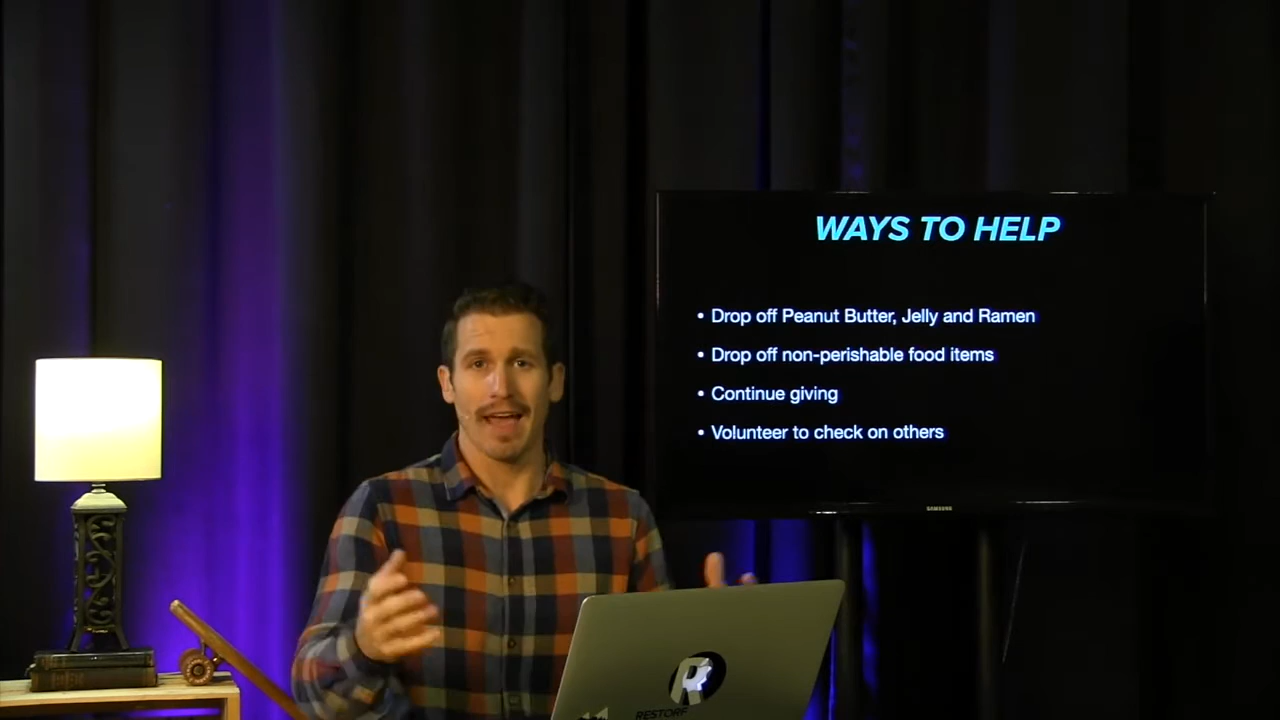 WAYS TO HELP
• Drop off Peanut Butter, Jelly and Ramen
• Drop off non-perishable food items
• Continue giving
• Volunteer to check on others
SAMSUNG
R